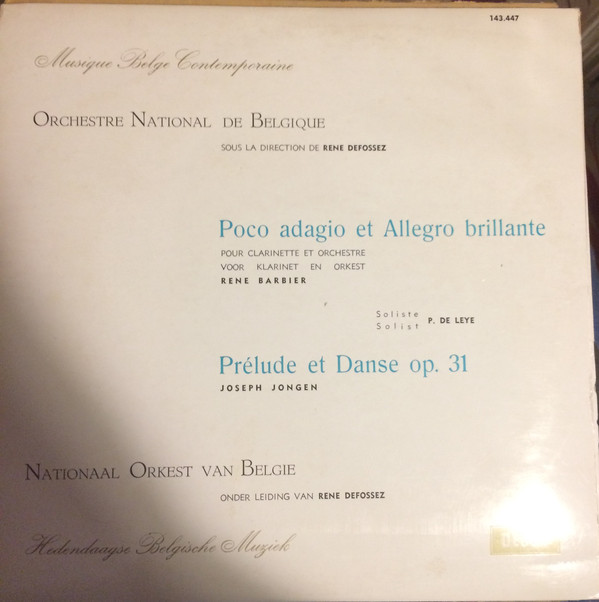 143.447
Musique Belge Contemporaine
ORCHESTRE NATIONAL DE BELGIQUE
SOUS LA DIRECTION DE RENE DEFOSSEZ
Poco adagio et Allegro brillante
POUR CLARINETTE ET ORCHESTRE
VOOR KLARINET EN ORKEST
RENE BARBIER
Soliste
Solist
P. DE LEYE
Prélude et Danse op. 31
JOSEPH JONGEN
NATIONAAL ORKEST VAN BELGIE
ONDER LEIDING VAN RENE DEFOSSEZ
Hedendaagse Belgische Muziek